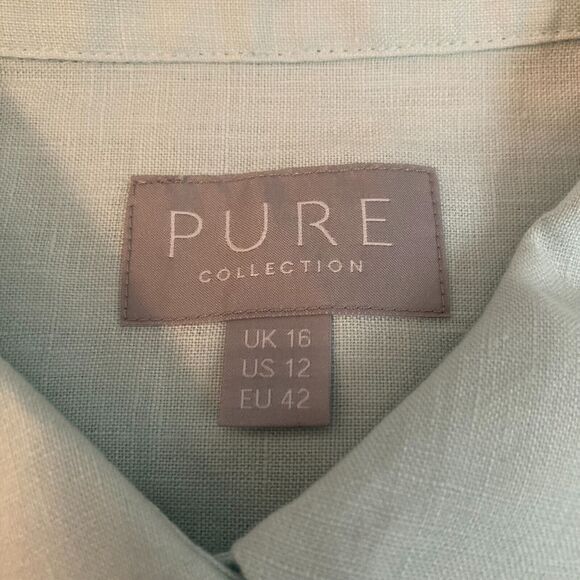 PURE
COLLECTION
UK 16
US 12
EU 42